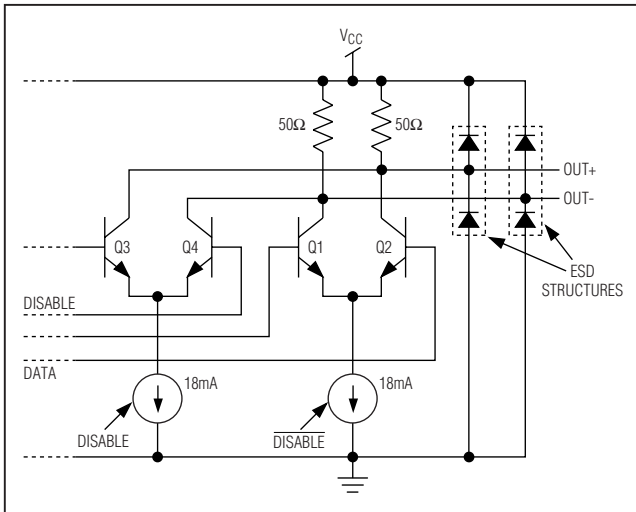 VCC
50Ω 50Ω
OUT+
OUT-
Q3 Q4 Q1 Q2
ESD
STRUCTURES
DISABLE
DATA
18mA 18mA
DISABLE DISABLE